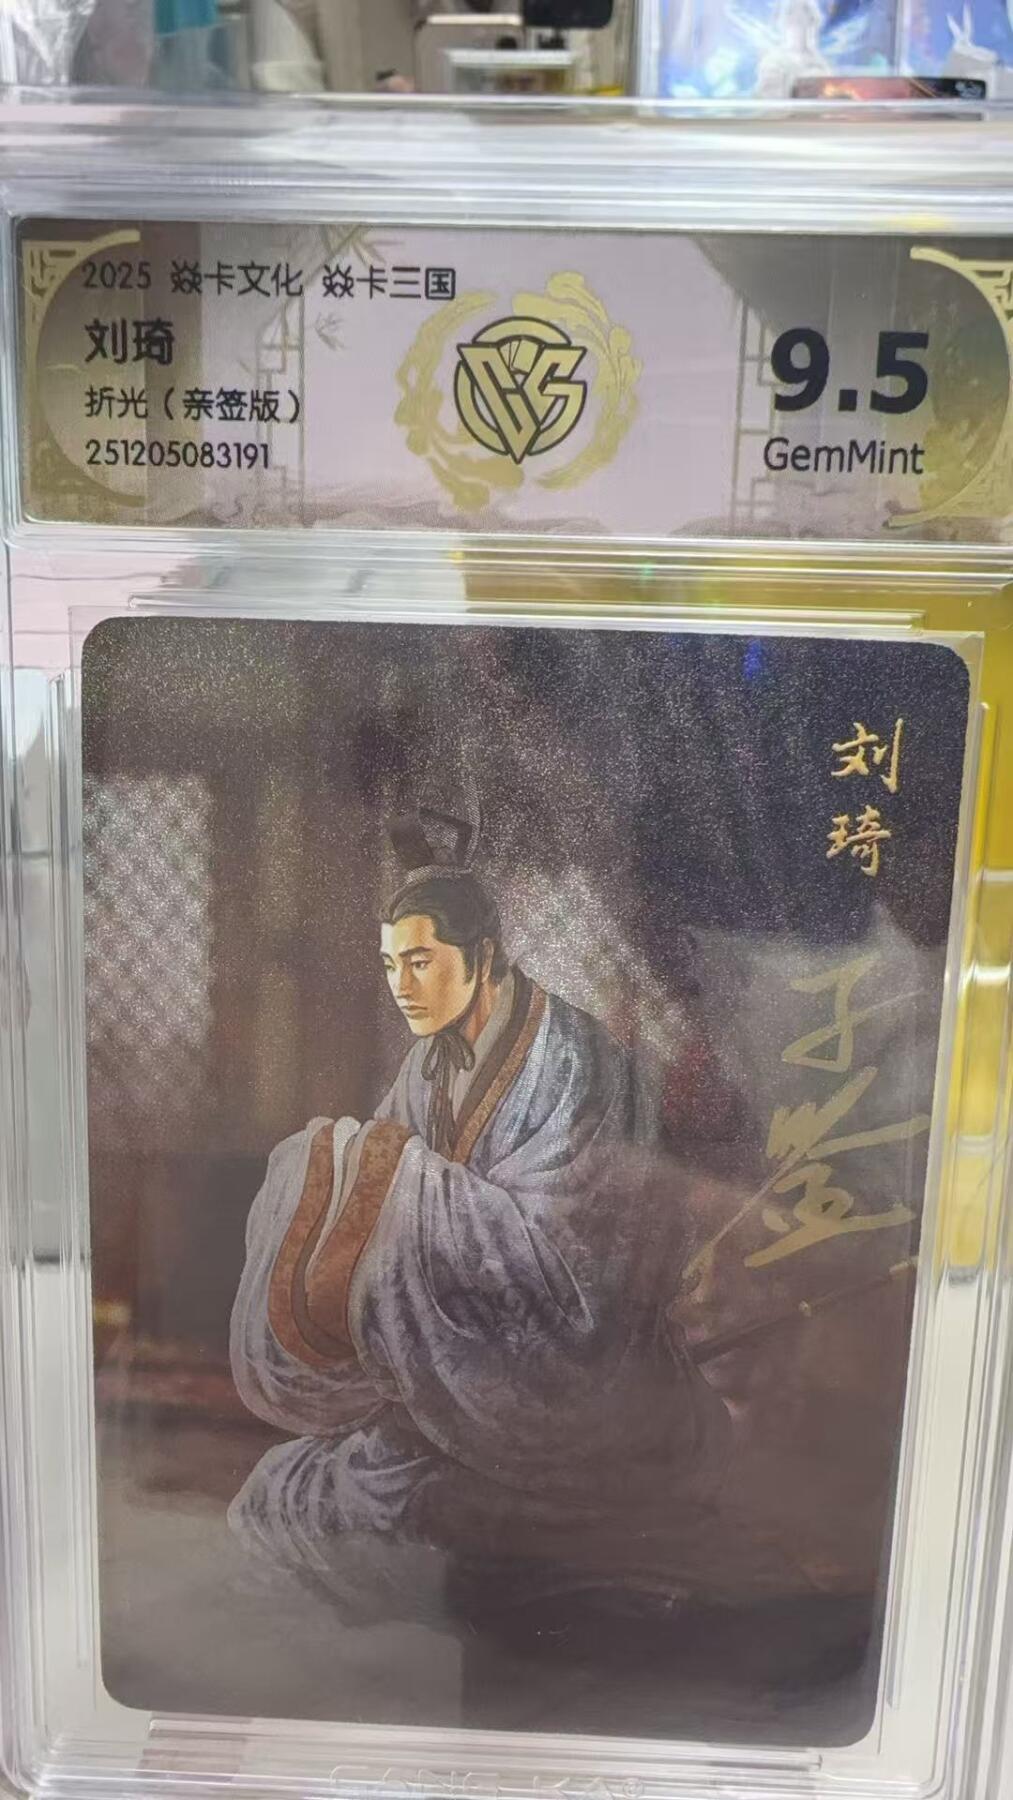 2025 焱卡文化 焱卡三国
刘琦
折光（亲签版）
251205083191
9.5
GemMint
刘
琦